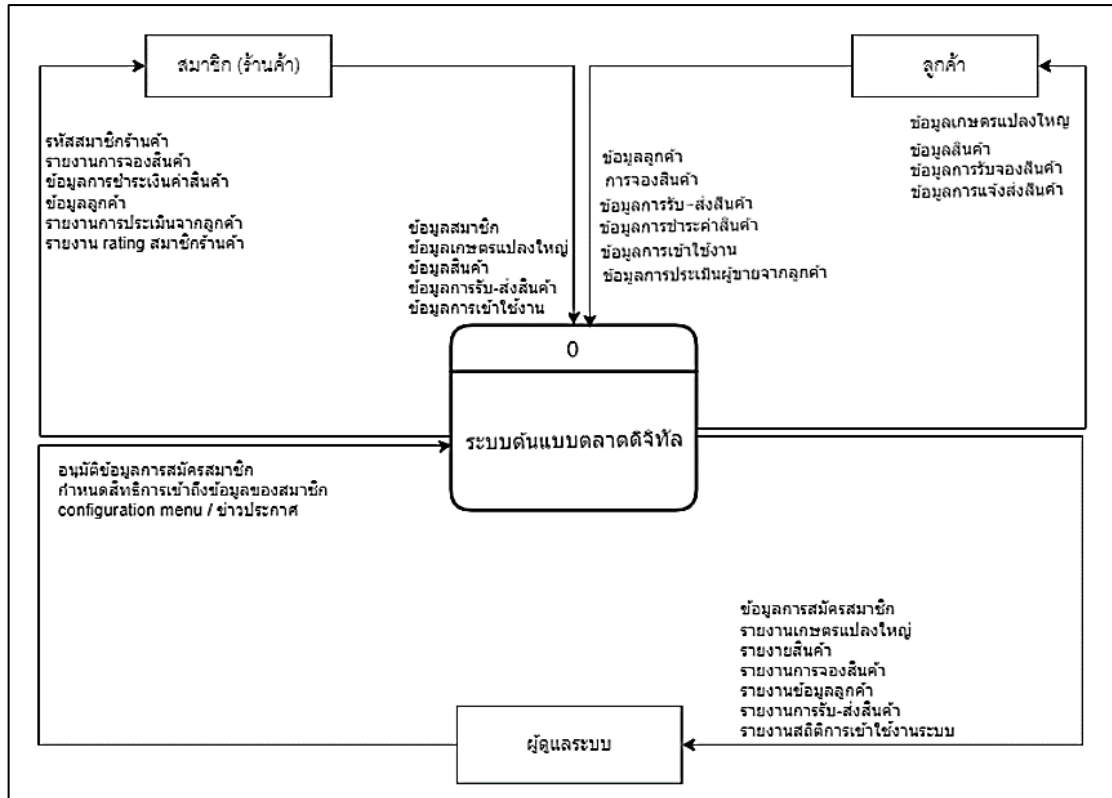 สมาชิก (ร้านค้า)
ลูกค้า
รหัสสมาชิกร้านค้า
รายงานการจองสินค้า
ข้อมูลการชำระเงินค่าสินค้า
ข้อมูลลูกค้า
รายงานการประเมินจากลูกค้า
รายงาน rating สมาชิกร้านค้า
ข้อมูลสมาชิก
ข้อมูลเกษตรแปลงใหญ่
ข้อมูลสินค้า
ข้อมูลการรับ-ส่งสินค้า
ข้อมูลการเข้าใช้งาน
ข้อมูลลูกค้า
การจองสินค้า
ข้อมูลการรับ-ส่งสินค้า
ข้อมูลการชำระค่าสินค้า
ข้อมูลการเข้าใช้งาน
ข้อมูลการประเมินผู้ขายจากลูกค้า
ข้อมูลเกษตรแปลงใหญ่
ข้อมูลสินค้า
ข้อมูลการรับจองสินค้า
ข้อมูลการแจ้งส่งสินค้า
0
ระบบต้นแบบตลาดดิจิทัล
อนุมัติข้อมูลการสมัครสมาชิก
กำหนดสิทธิการเข้าถึงข้อมูลของสมาชิก
configuration menu / ข่าวประกาศ
ข้อมูลการสมัครสมาชิก
รายงานเกษตรแปลงใหญ่
รายงายสินค้า
รายงานการจองสินค้า
รายงานข้อมูลลูกค้า
รายงานการรับ-ส่งสินค้า
รายงานสถิติการเข้าใช้งานระบบ
ผู้ดูแลระบบ